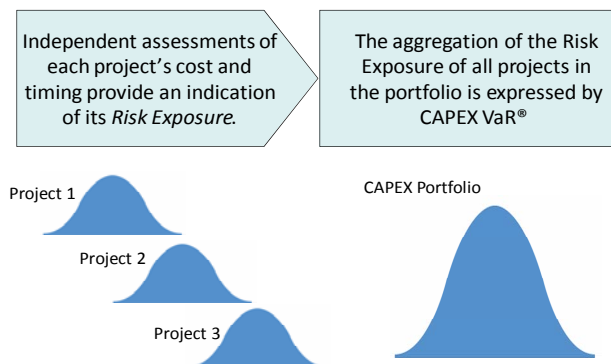 Independent assessments of
each project’s cost and
timing provide an indication
of its Risk Exposure.
The aggregation of the Risk
Exposure of all projects in
the portfolio is expressed by
CAPEX VaR®
Project 1
Project 2
Project 3
CAPEX Portfolio